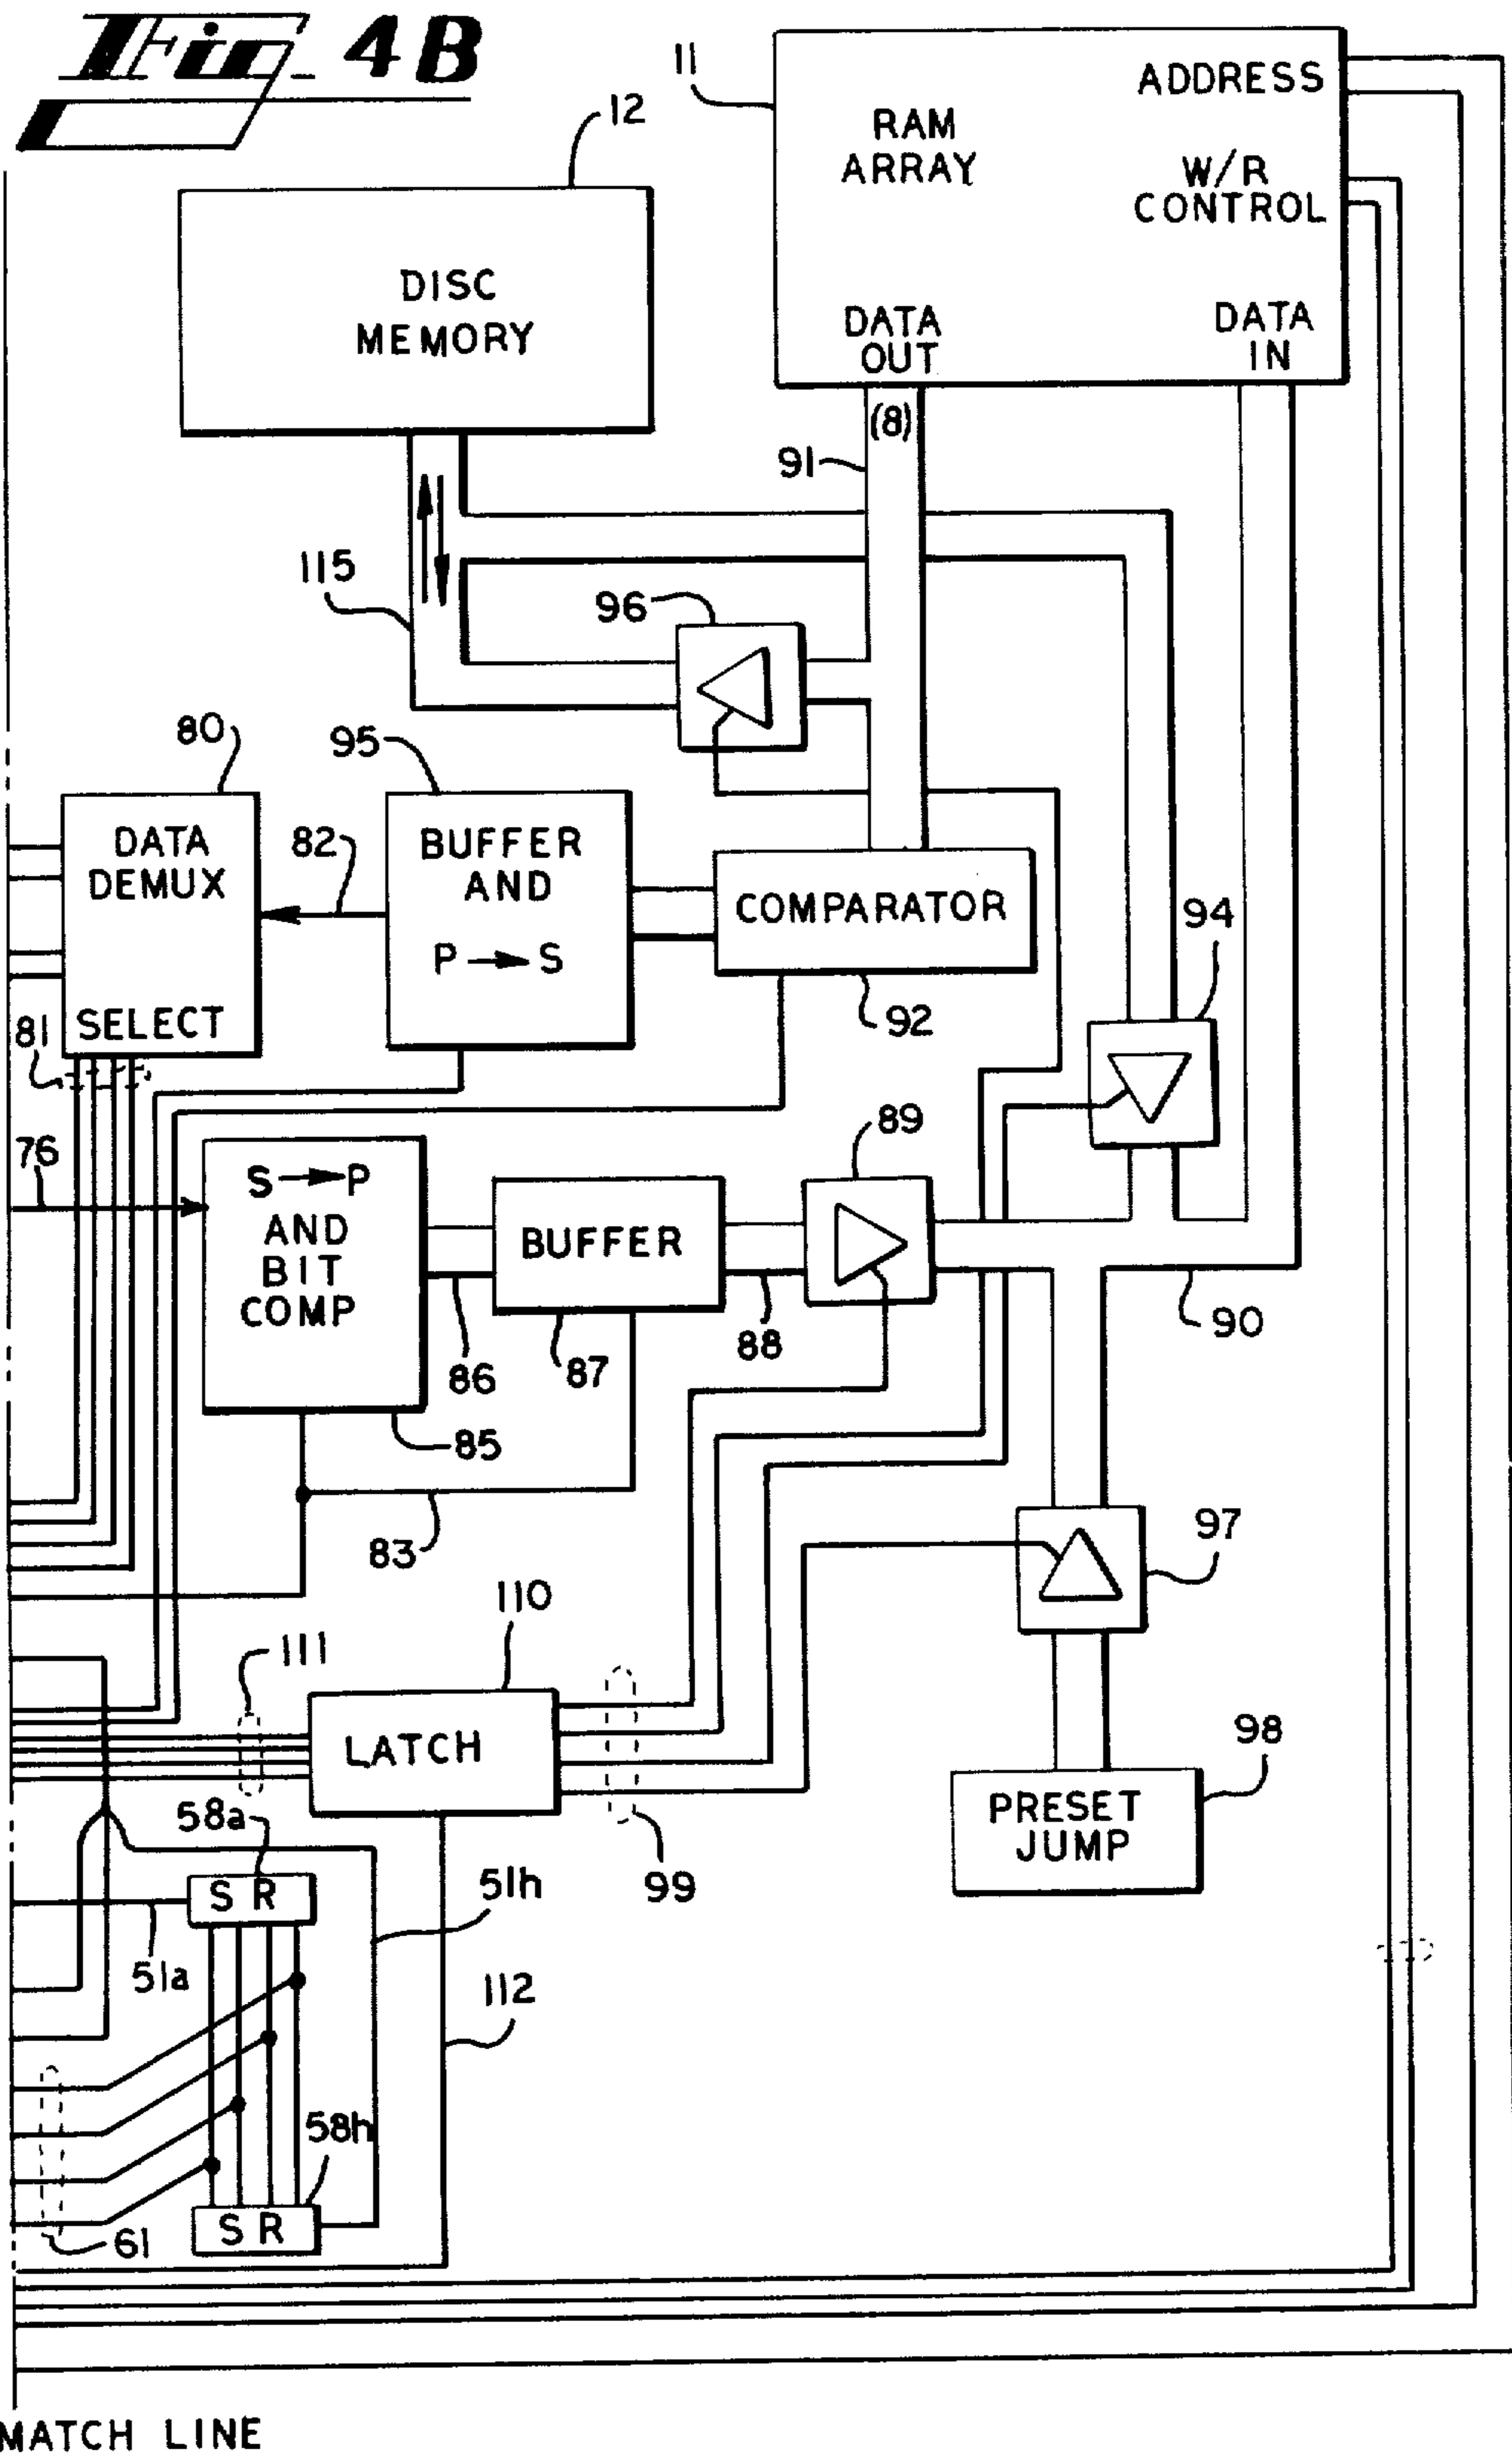 Fig 4B
11
RAM
ARRAY
ADDRESS
W/R
CONTROL
DATA
OUT
DATA
IN
12
DISC
MEMORY
(8)
91
115
96
80
DATA
DEMUX
SELECT
82
95
BUFFER
AND
P S
COMPARATOR
92
94
81
76
S P
AND
BIT
COMP
85
86
BUFFER
87
88
89
90
83
97
110
111
LATCH
99
98
PRESET
JUMP
58a
S R
51a
51h
112
58h
S R
61
MATCH LINE